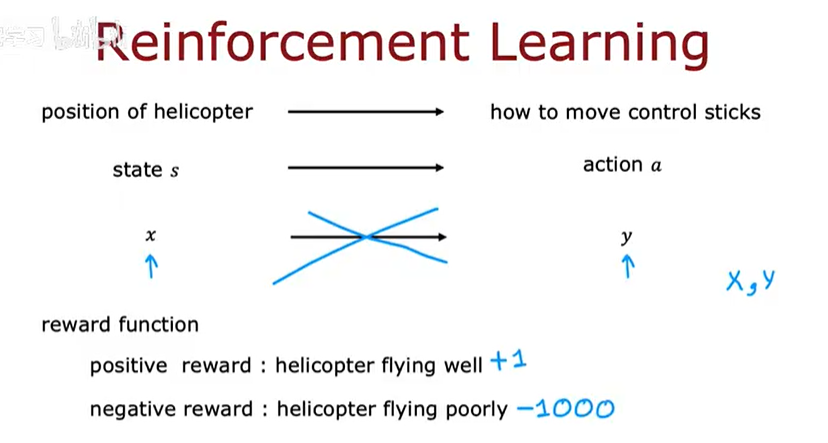 Reinforcement Learning
position of helicopter how to move control sticks
state s action a
x y
X, Y
reward function
positive reward : helicopter flying well +1
negative reward : helicopter flying poorly -1000